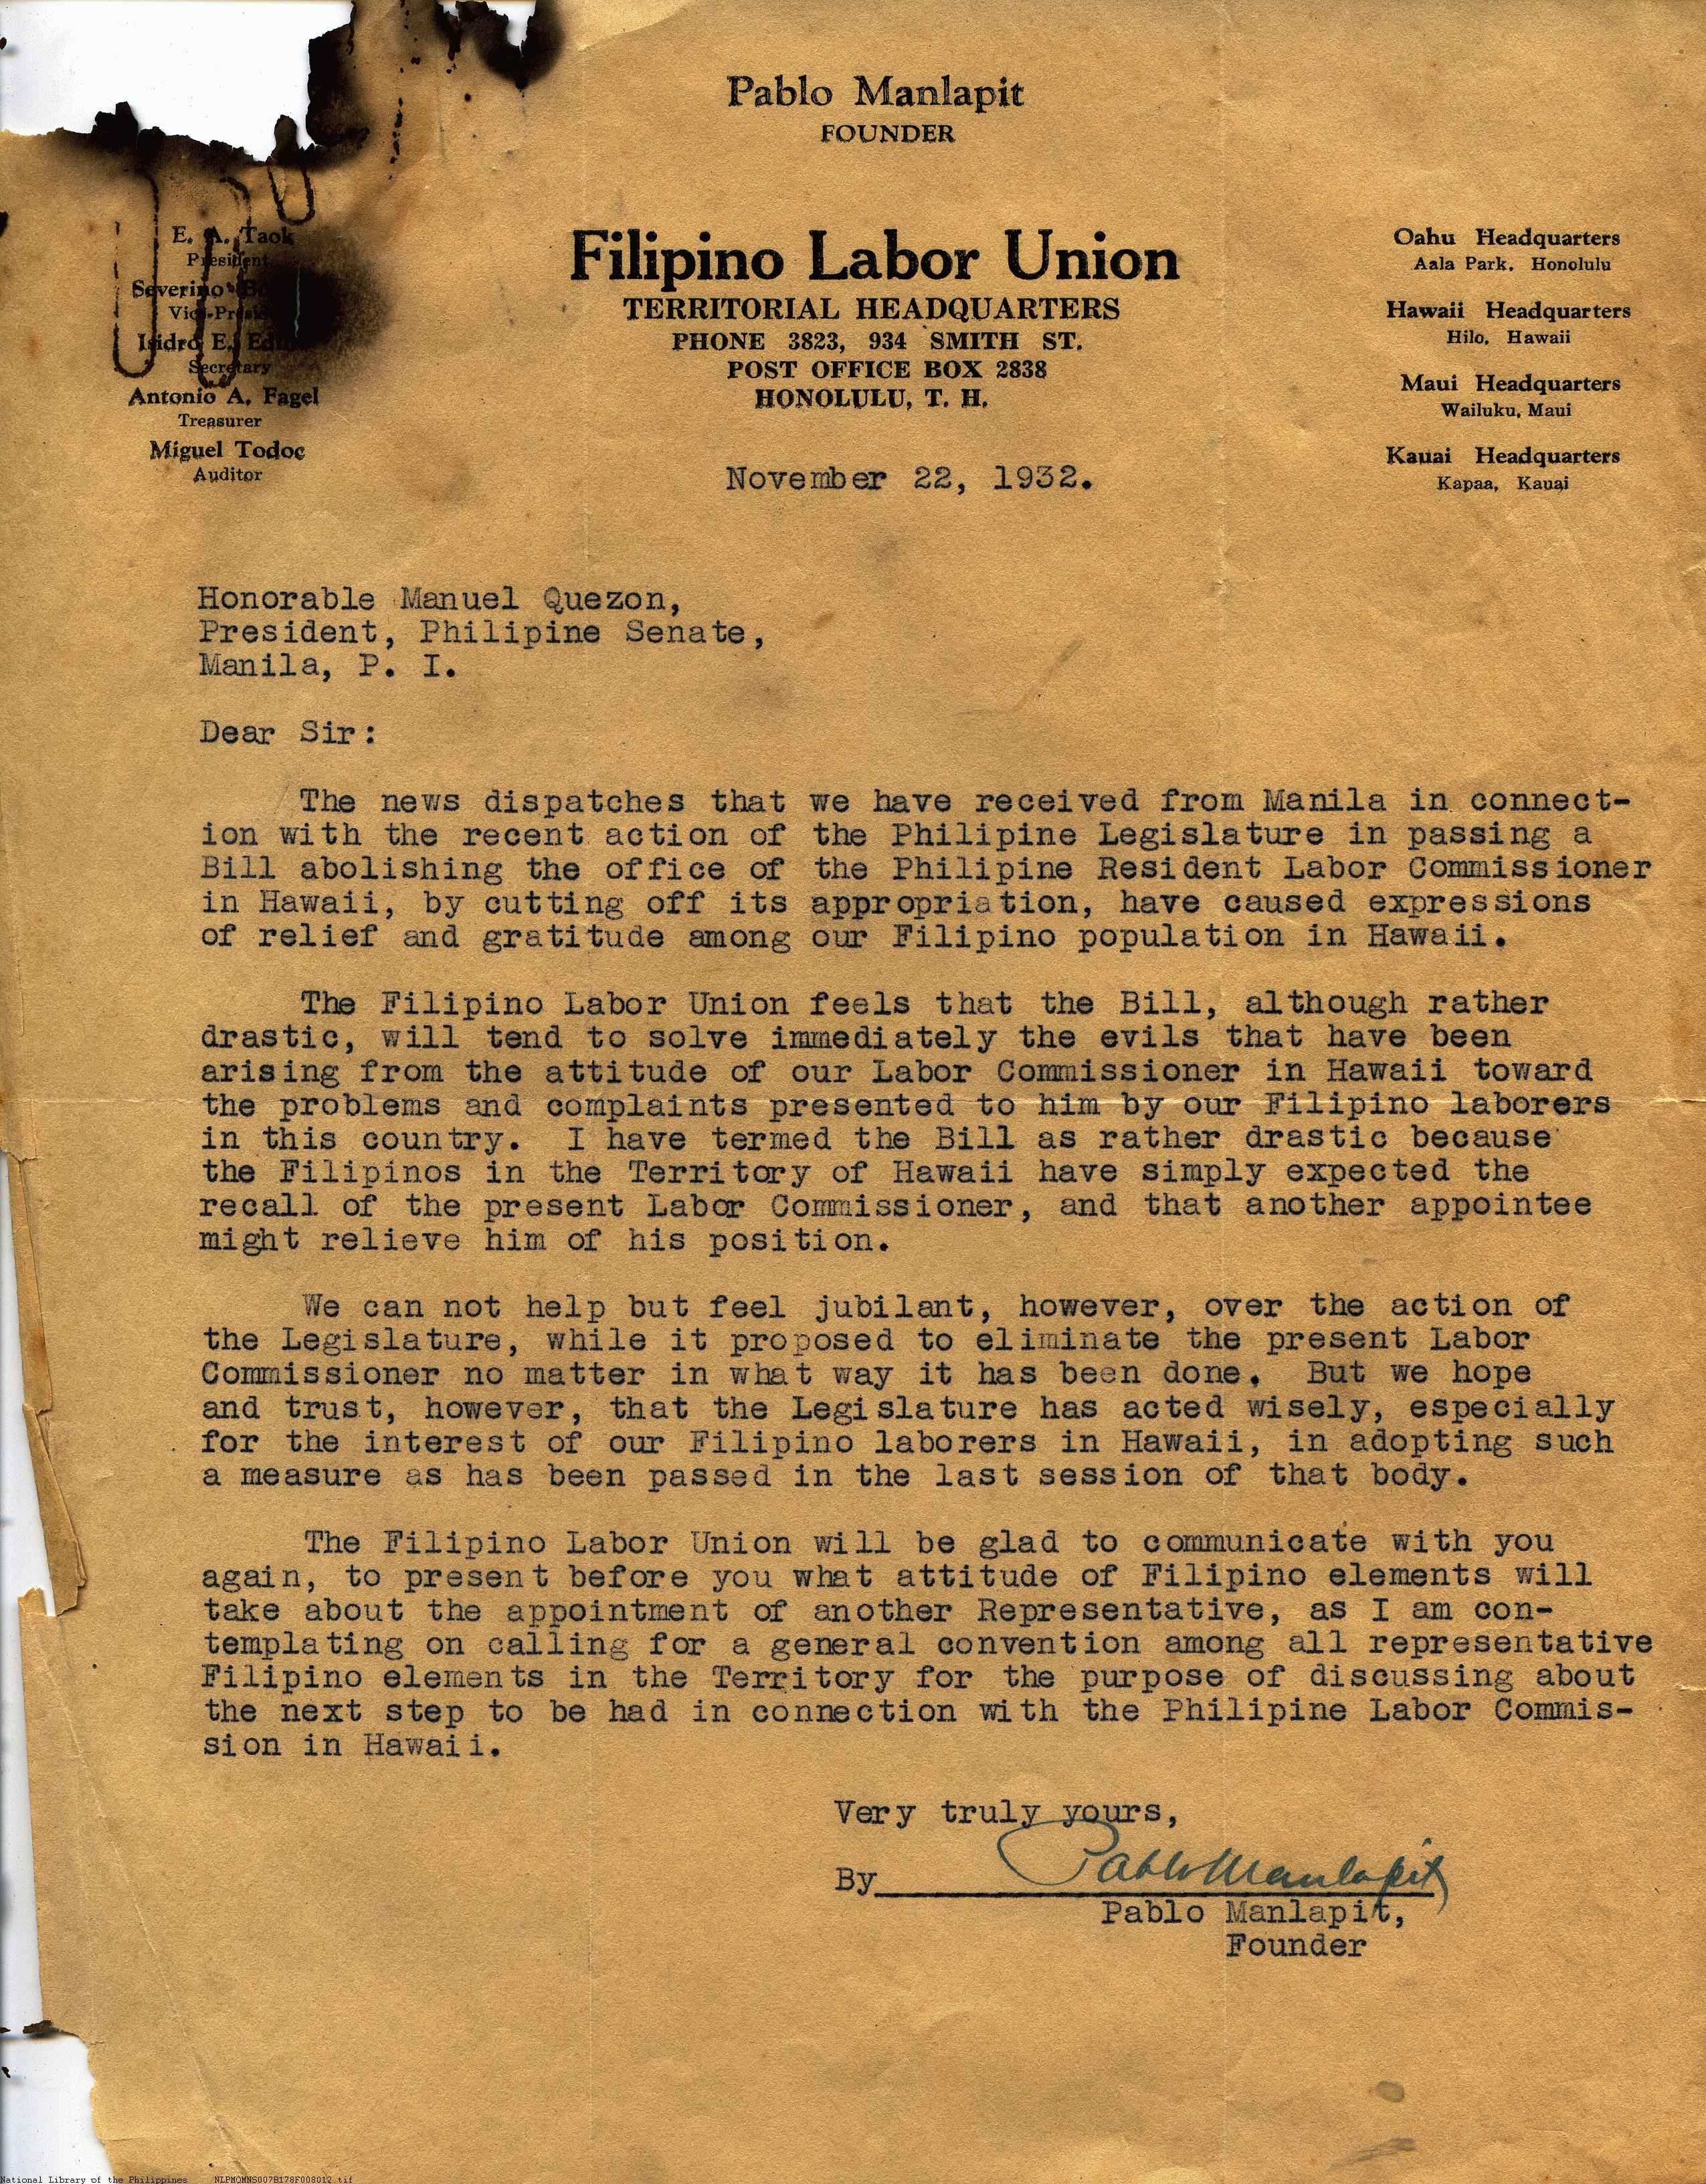 Pablo Manlapit
FOUNDER
E. A. Taok
President
Severino
Vice-Presi
Isidro E.
Secretary
Antonio A. Fagel
Treasurer
Miguel Todoc
Auditor
Filipino Labor Union
TERRITORIAL HEADQUARTERS
PHONE 3823, 934 SMITH ST.
POST OFFICE BOX 2838
HONOLULU, T. H.
Oahu Headquarters
Aala Park, Honolulu
Hawaii Headquarters
Hilo, Hawaii
Maui Headquarters
Wailuku, Maui
Kauai Headquarters
Kapaa, Kauai
November 22, 1932.
Honorable Manuel Quezon,
President, Philipine Senate,
Manila, P. I.
Dear Sir:
The news dispatches that we have received from Manila in connect-
ion with the recent action of the Philipine Legislature in passing a
Bill abolishing the office of the Philipine Resident Labor Commissioner
in Hawaii, by cutting off its appropriation, have caused expressions
of relief and gratitude among our Filipino population in Hawaii.
The Filipino Labor Union feels that the Bill, although rather
drastic, will tend to solve immediately the evils that have been
arising from the attitude of our Labor Commissioner in Hawaii toward
the problems and complaints presented to him by our Filipino laborers
in this country. I have termed the Bill as rather drastic because
the Filipinos in the Territory of Hawaii have simply expected the
recall of the present Labor Commissioner, and that another appointee
might relieve him of his position.
We can not help but feel jubilant, however, over the action of
the Legislature, while it proposed to eliminate the present Labor
Commissioner no matter in what way it has been done. But we hope
and trust, however, that the Legislature has acted wisely, especially
for the interest of our Filipino laborers in Hawaii, in adopting such
a measure as has been passed in the last session of that body.
The Filipino Labor Union will be glad to communicate with you
again, to present before you what attitude of Filipino elements will
take about the appointment of another Representative, as I am con-
templating on calling for a general convention among all representative
Filipino elements in the Territory for the purpose of discussing about
the next step to be had in connection with the Philipine Labor Commis-
sion in Hawaii.
Very truly yours,
By Pablo Manlapit
Pablo Manlapit,
Founder
National Library of the Philippines NLPMOMNS007B178F008012.tif